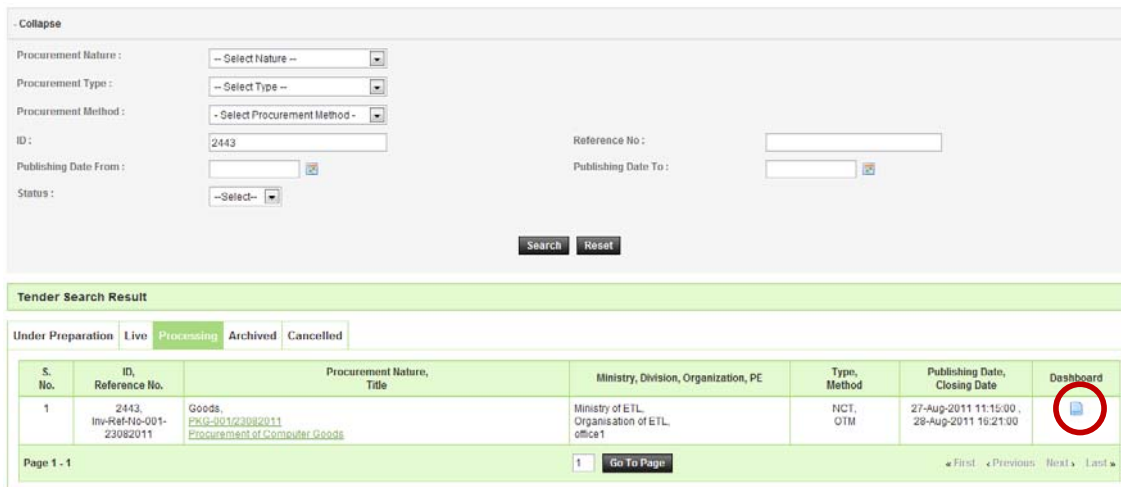 - Collapse
Procurement Nature : -- Select Nature --
Procurement Type : -- Select Type --
Procurement Method : - Select Procurement Method -
ID : 2443 Reference No :
Publishing Date From : Publishing Date To :
Status : --Select--
Search Reset
Tender Search Result
Under Preparation Live Processing Archived Cancelled
S. No. ID, Reference No. Procurement Nature, Title Ministry, Division, Organization, PE Type, Method Publishing Date, Closing Date Dashboard
1 2443, Goods, Ministry of ETL, NCT, 27-Aug-2011 11:15:00 ,
Inv-Ref-No-001- PKG-001/23082011 Organisation of ETL, OTM 28-Aug-2011 16:21:00
23082011 Procurement of Computer Goods office1
Page 1 - 1 1 Go To Page « First ‹ Previous Next › Last »